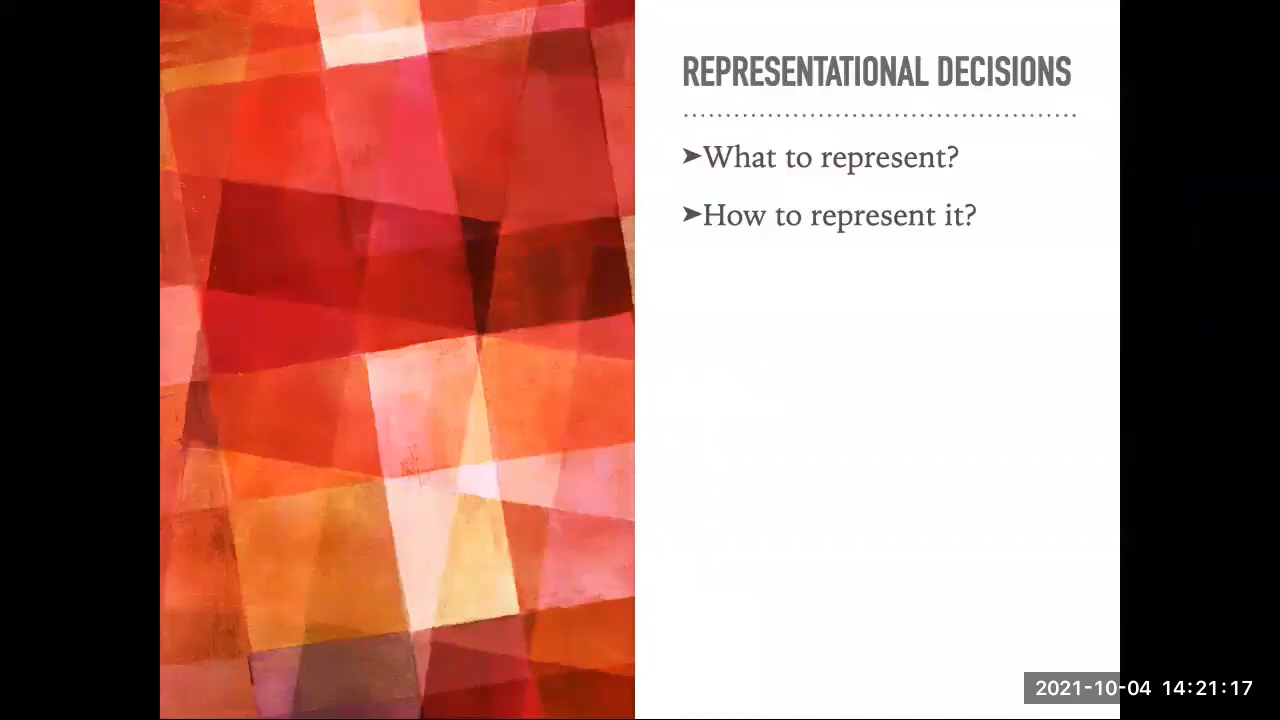 REPRESENTATIONAL DECISIONS
➤What to represent?
➤How to represent it?
2021-10-04 14:21:17